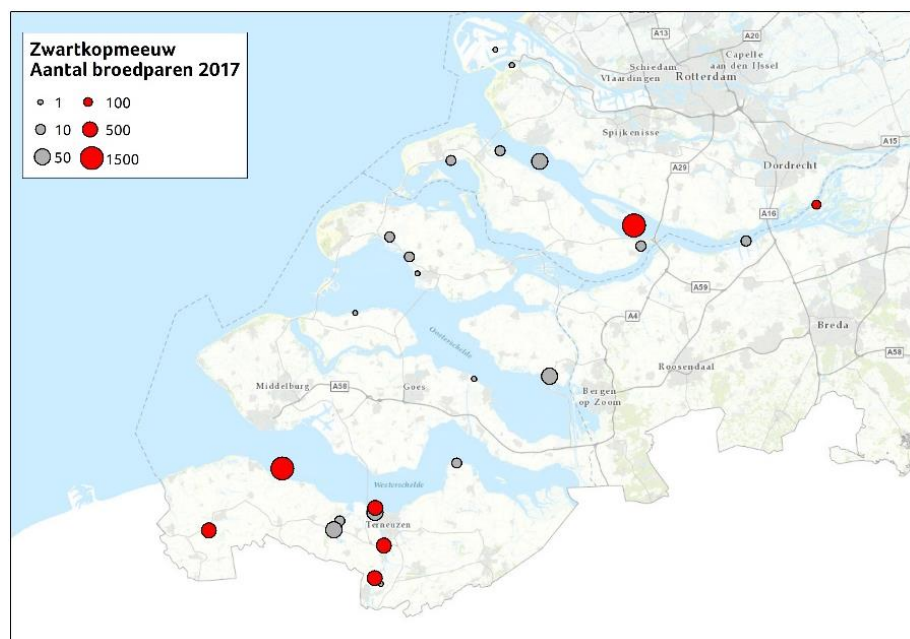 Zwartkopmeeuw
Aantal broedparen 2017
1 100
10 500
50 1500
A13
A20
Capelle
aan den IJssel
Schiedam
Vlaardingen
Rotterdam
Spijkenisse
A15
A29
Dordrecht
A16
A59
A4
Breda
A58
Oosterschelde
Roosendaal
Middelburg
A58
Goes
Bergen
op Zoom
Westerschelde
Terneuzen